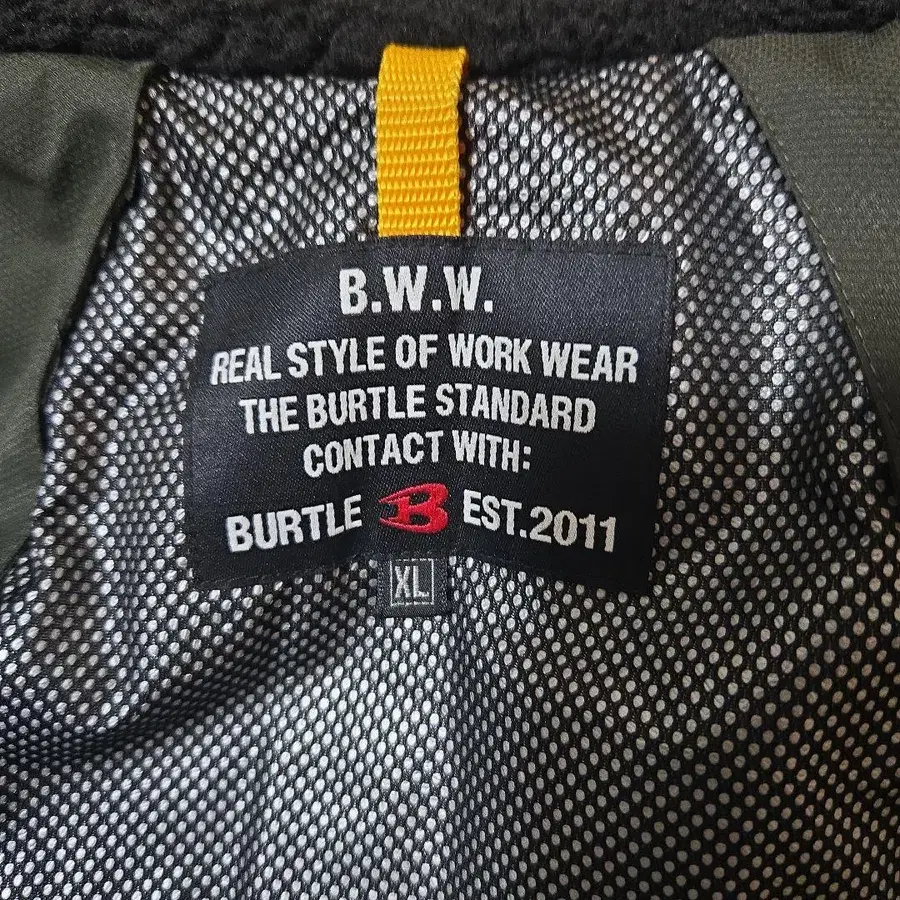 B.W.W.
REAL STYLE OF WORK WEAR
THE BURTLE STANDARD
CONTACT WITH:
BURTLE B EST.2011
XL